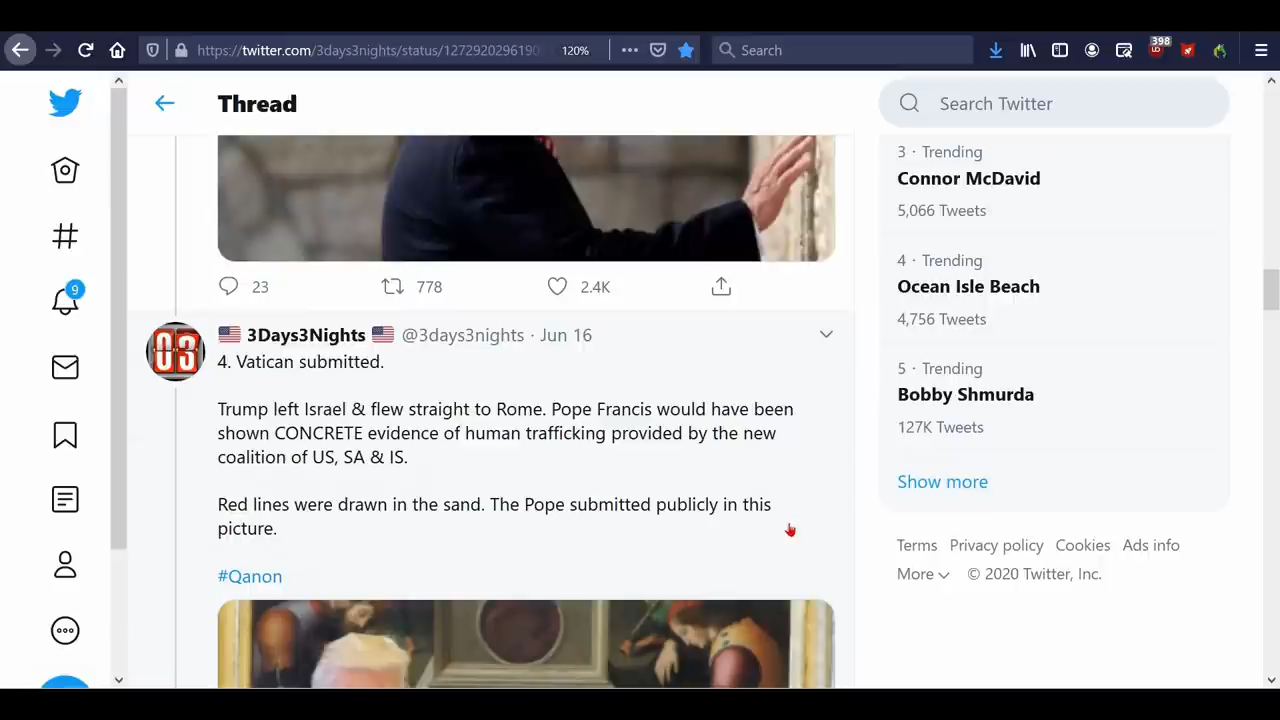 https://twitter.com/3days3nights/status/1272920296190
120%
Search
398
Thread
Search Twitter
3 · Trending
Connor McDavid
5,066 Tweets
4 · Trending
Ocean Isle Beach
4,756 Tweets
5 · Trending
Bobby Shmurda
127K Tweets
Show more
Terms Privacy policy Cookies Ads info
More © 2020 Twitter, Inc.
9
23 778 2.4K
03
3Days3Nights @3days3nights · Jun 16
4. Vatican submitted.
Trump left Israel & flew straight to Rome. Pope Francis would have been
shown CONCRETE evidence of human trafficking provided by the new
coalition of US, SA & IS.
Red lines were drawn in the sand. The Pope submitted publicly in this
picture.
#Qanon